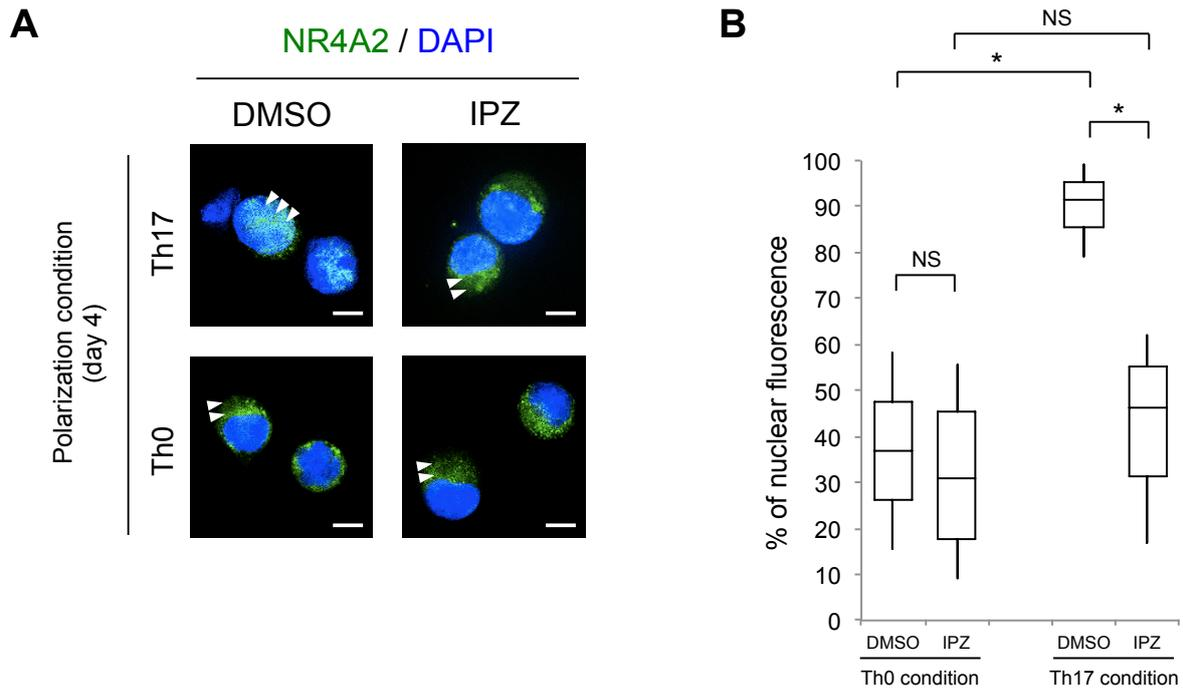 A
NR4A2 / DAPI
DMSO IPZ
Polarization condition
(day 4)
Th17
Th0
B
NS
*
*
NS
% of nuclear fluorescence
100
90
80
70
60
50
40
30
20
10
0
DMSO IPZ DMSO IPZ
Th0 condition Th17 condition